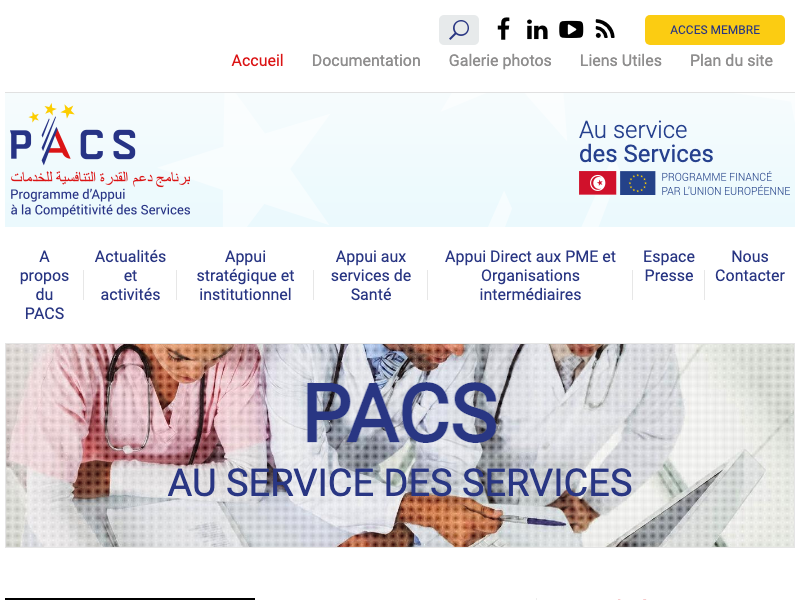 ACCES MEMBRE
Accueil Documentation Galerie photos Liens Utiles Plan du site
PACS
برنامج دعم القدرة التنافسية للخدمات
Programme d'Appui
à la Compétitivité des Services
Au service
des Services
PROGRAMME FINANCÉ
PAR L'UNION EUROPÉENNE
A
propos
du
PACS
Actualités
et
activités
Appui
stratégique et
institutionnel
Appui aux
services de
Santé
Appui Direct aux PME et
Organisations
intermédiaires
Espace
Presse
Nous
Contacter
PACS
AU SERVICE DES SERVICES